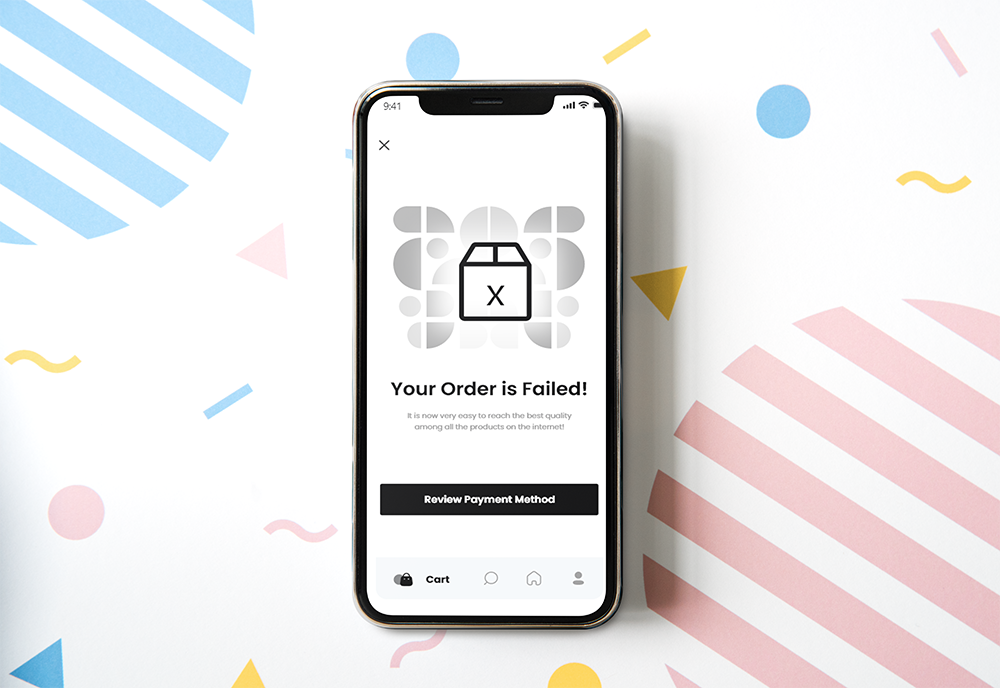 9:41
X
Your Order is Failed!
It is now very easy to reach the best quality
among all the products on the internet!
Review Payment Method
Cart